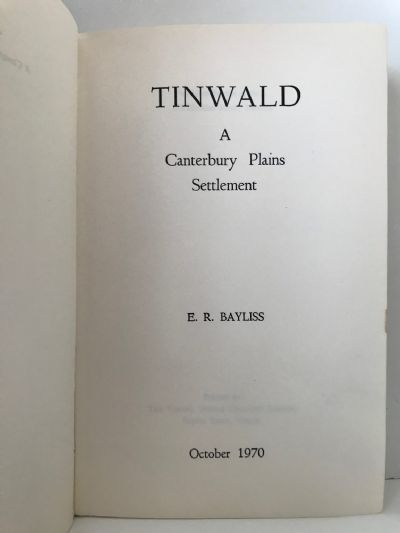 TINWALD
A
Canterbury Plains
Settlement
E. R. BAYLISS
October 1970